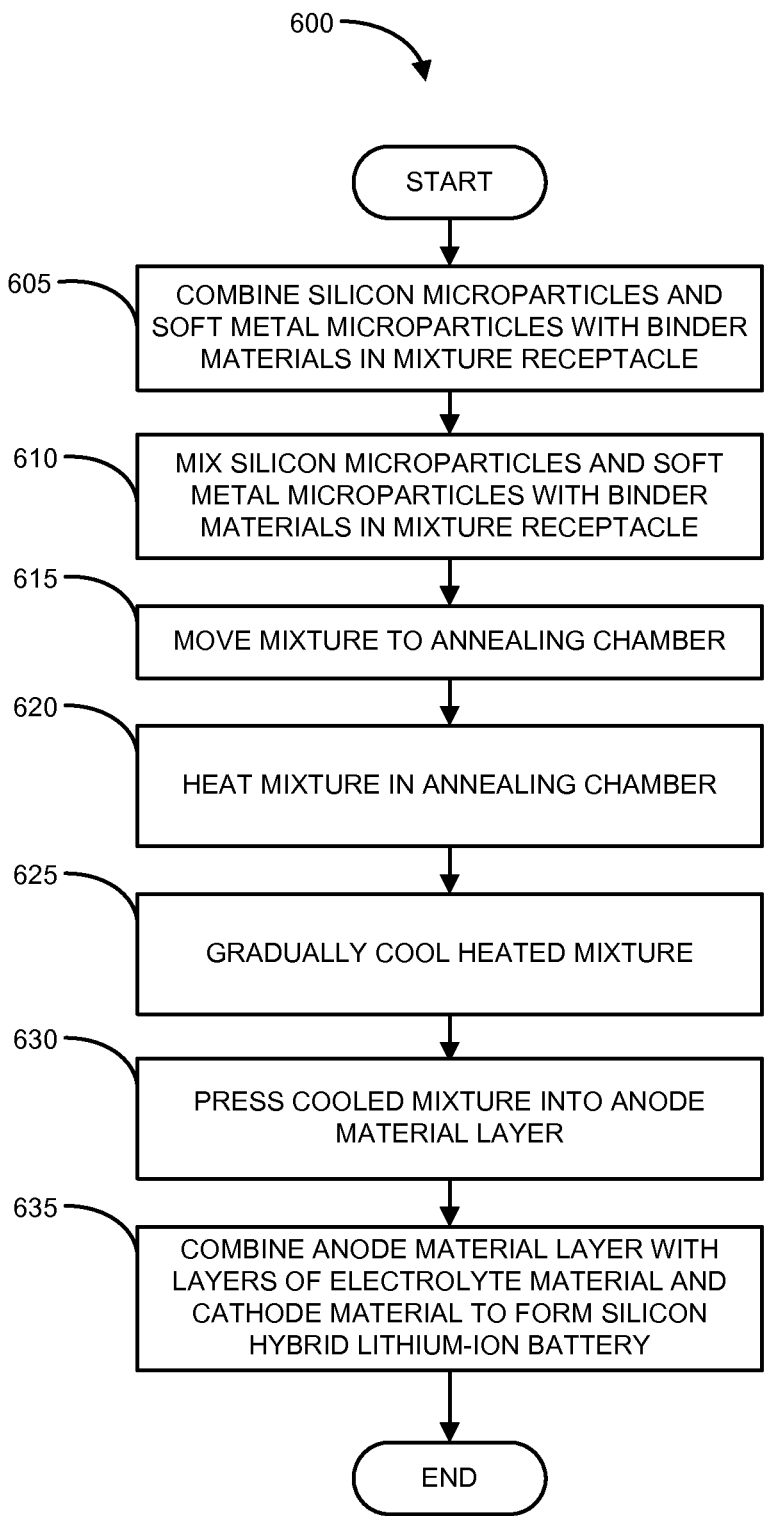 600
START
605
COMBINE SILICON MICROPARTICLES AND
SOFT METAL MICROPARTICLES WITH BINDER
MATERIALS IN MIXTURE RECEPTACLE
610
MIX SILICON MICROPARTICLES AND SOFT
METAL MICROPARTICLES WITH BINDER
MATERIALS IN MIXTURE RECEPTACLE
615
MOVE MIXTURE TO ANNEALING CHAMBER
620
HEAT MIXTURE IN ANNEALING CHAMBER
625
GRADUALLY COOL HEATED MIXTURE
630
PRESS COOLED MIXTURE INTO ANODE
MATERIAL LAYER
635
COMBINE ANODE MATERIAL LAYER WITH
LAYERS OF ELECTROLYTE MATERIAL AND
CATHODE MATERIAL TO FORM SILICON
HYBRID LITHIUM-ION BATTERY
END